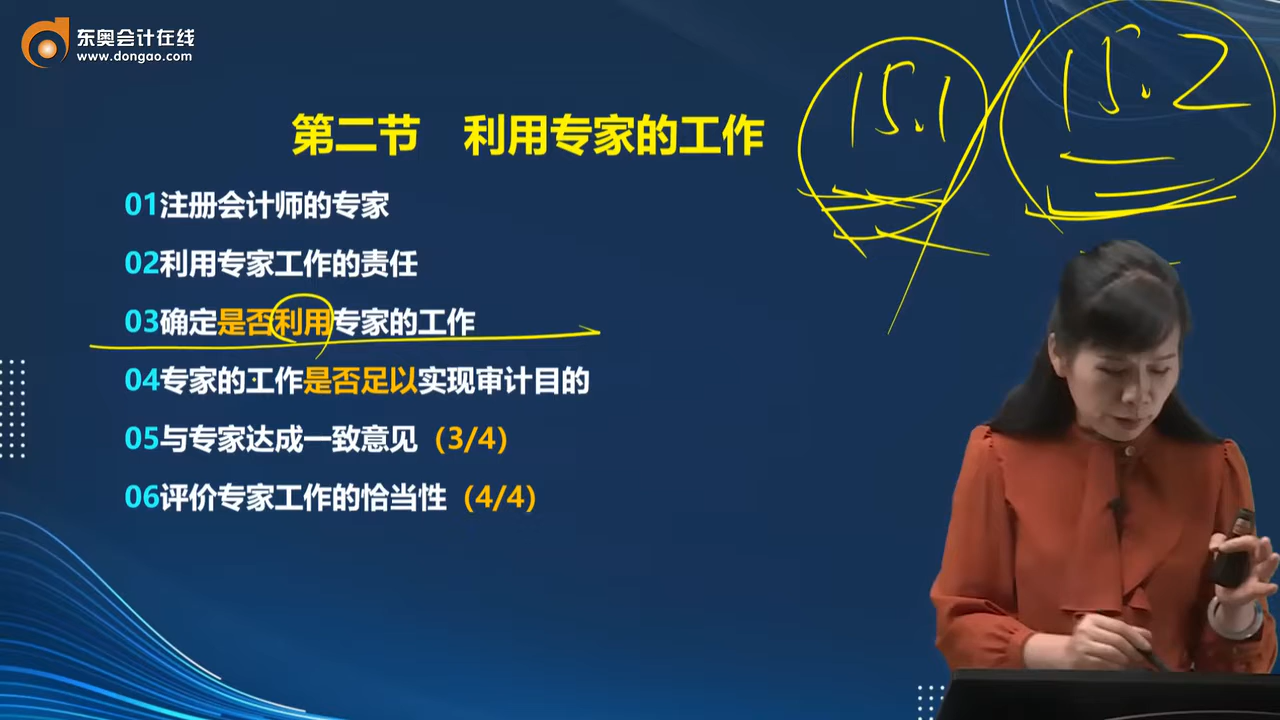 东奥会计在线
www.dongao.com
15.1
15.2
第二节 利用专家的工作
01注册会计师的专家
02利用专家工作的责任
03确定是否利用专家的工作
04专家的工作是否足以实现审计目的
05与专家达成一致意见（3/4）
06评价专家工作的恰当性（4/4）